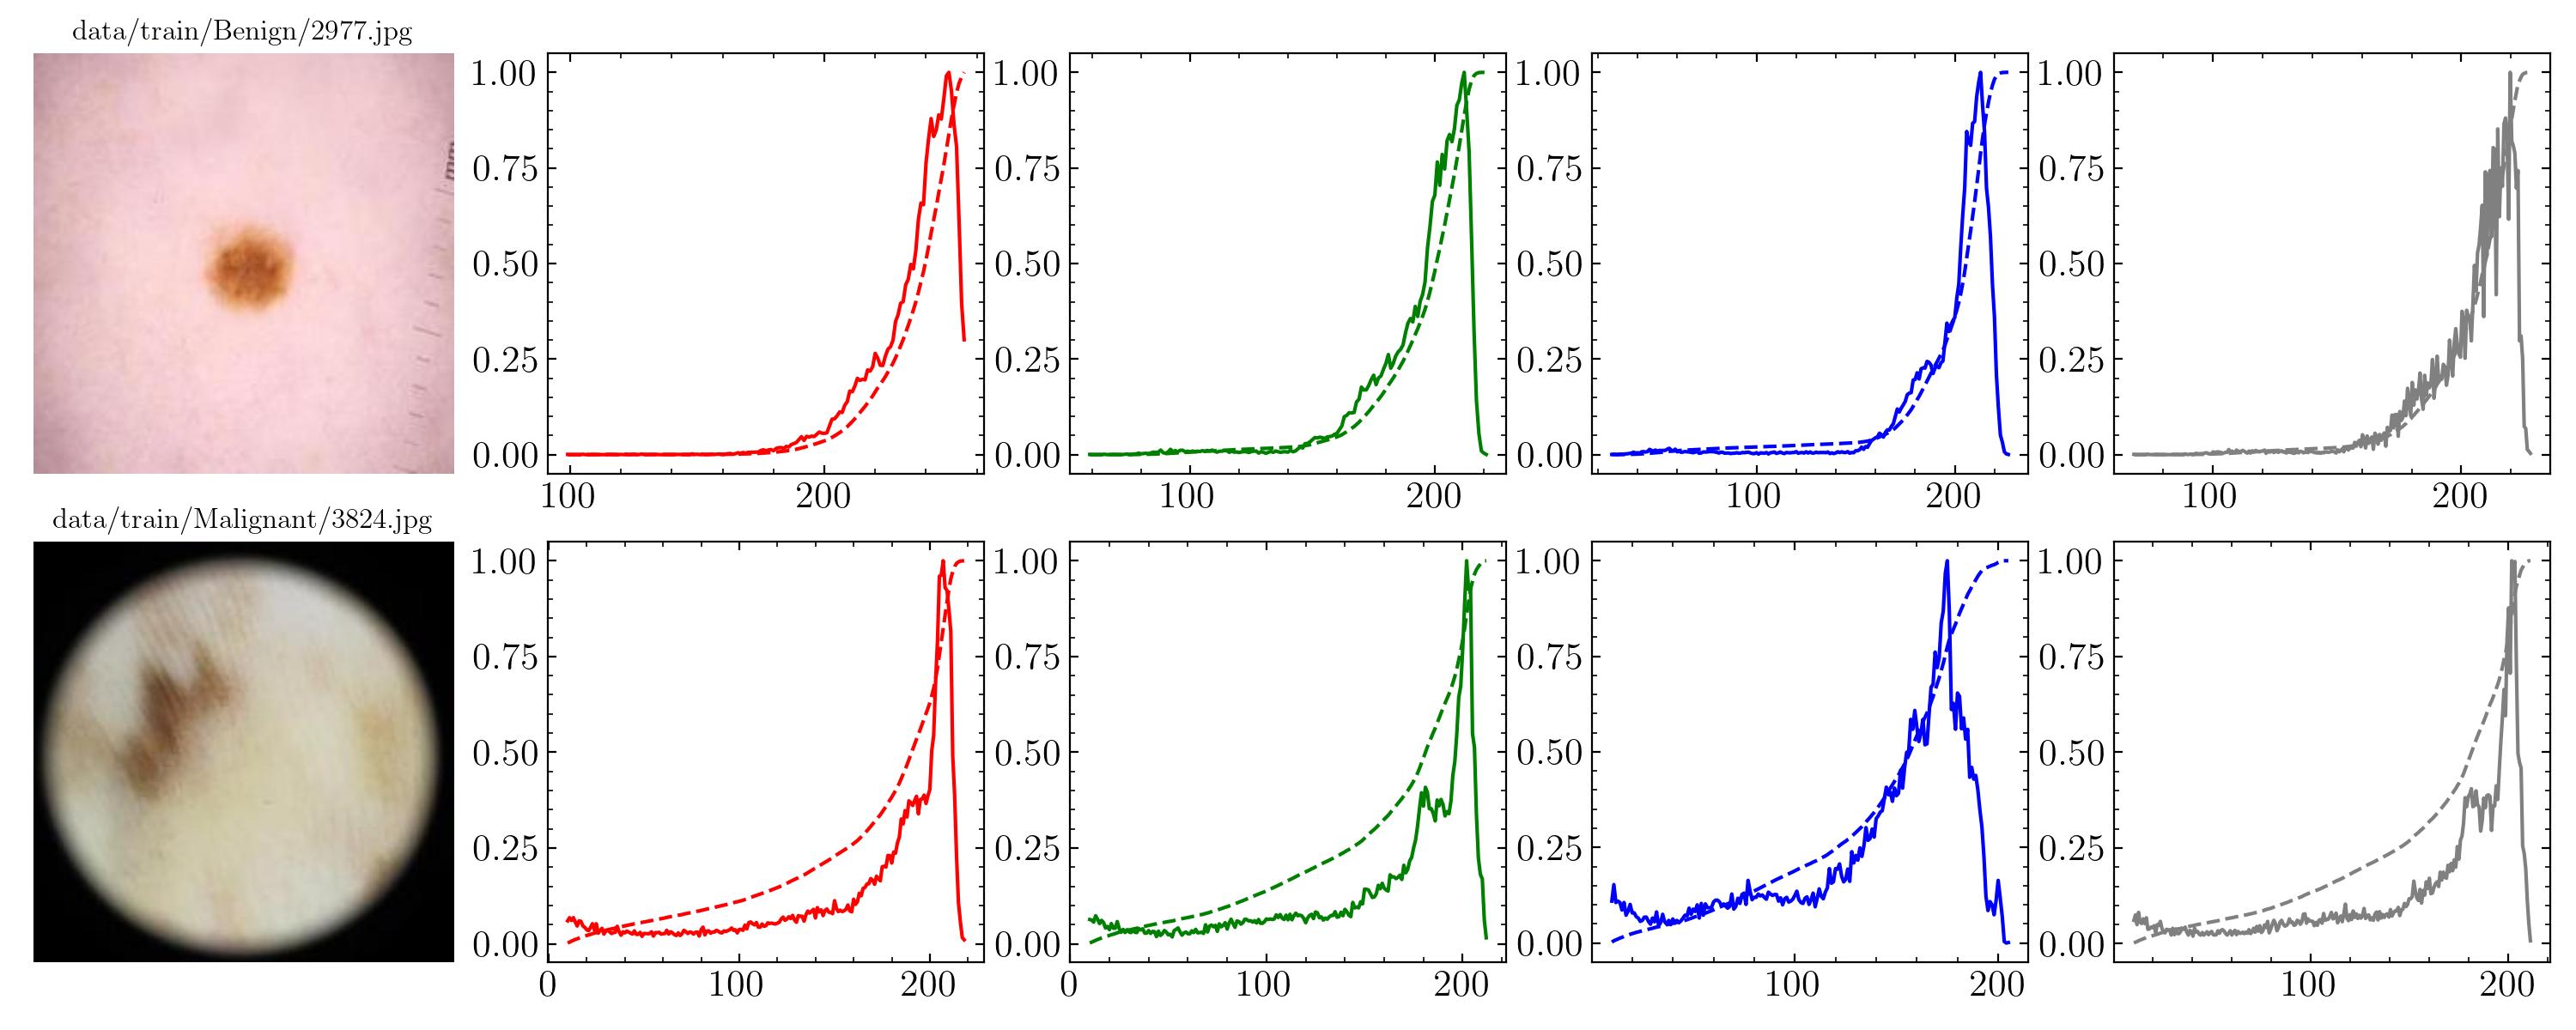 data/train/Benign/2977.jpg
1.00 1.00 1.00 1.00
0.75 0.75 0.75 0.75
0.50 0.50 0.50 0.50
0.25 0.25 0.25 0.25
0.00 0.00 0.00 0.00
100 200 100 200 100 200 100 200
mm
data/train/Malignant/3824.jpg
1.00 1.00 1.00 1.00
0.75 0.75 0.75 0.75
0.50 0.50 0.50 0.50
0.25 0.25 0.25 0.25
0.00 0.00 0.00 0.00
0 100 200 0 100 200 100 200 100 200